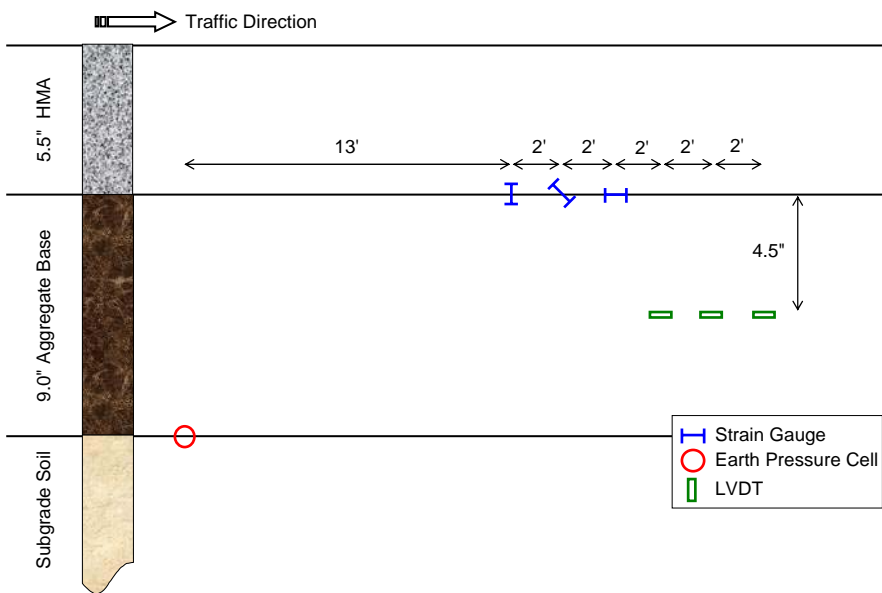 Traffic Direction
5.5" HMA
13'
2'
2'
2'
2'
2'
9.0" Aggregate Base
4.5"
Subgrade Soil
Strain Gauge
Earth Pressure Cell
LVDT